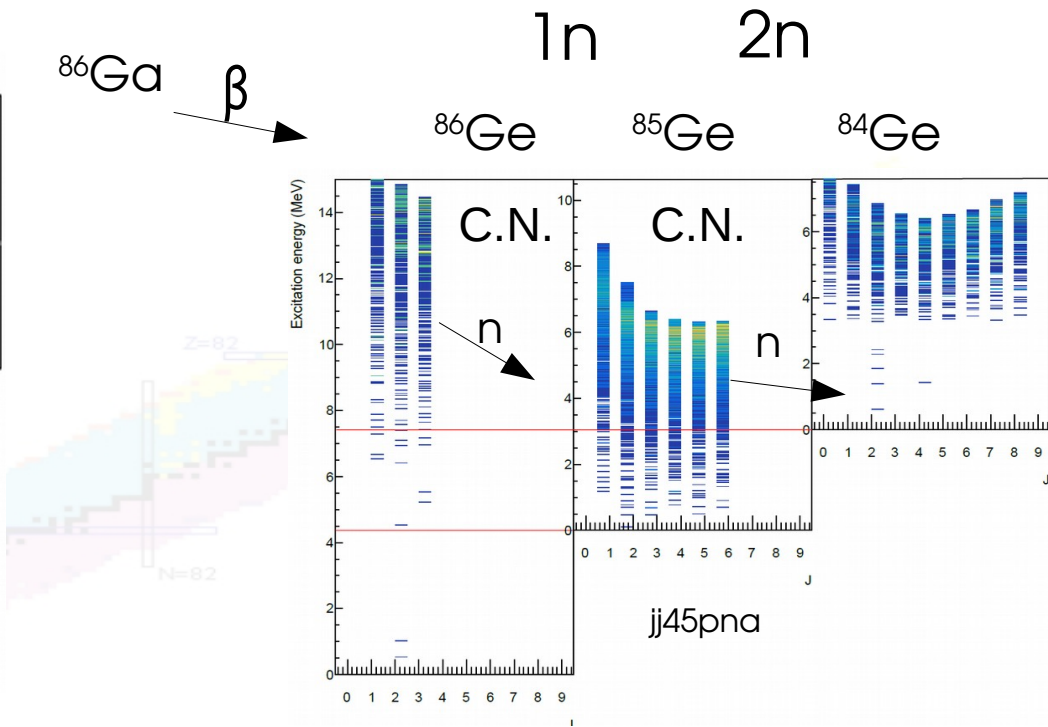 1n 2n
⁸⁶Ga β
⁸⁶Ge ⁸⁵Ge ⁸⁴Ge
Excitation energy (MeV)
C.N. C.N.
n
n
14
12
10
8
6
4
2
0
0 1 2 3 4 5 6 7 8 9
J
10
8
6
4
2
0
0 1 2 3 4 5 6 7 8 9
J
6
4
2
0
0 1 2 3 4 5 6 7 8 9
J
jj45pna
Z=82
N=82